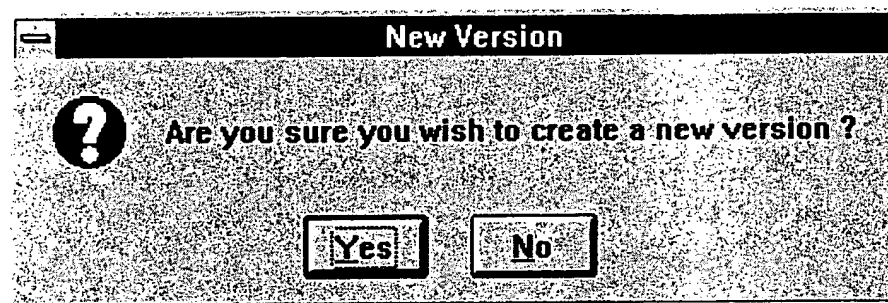 New Version
?
Are you sure you wish to create a new version ?
Yes No